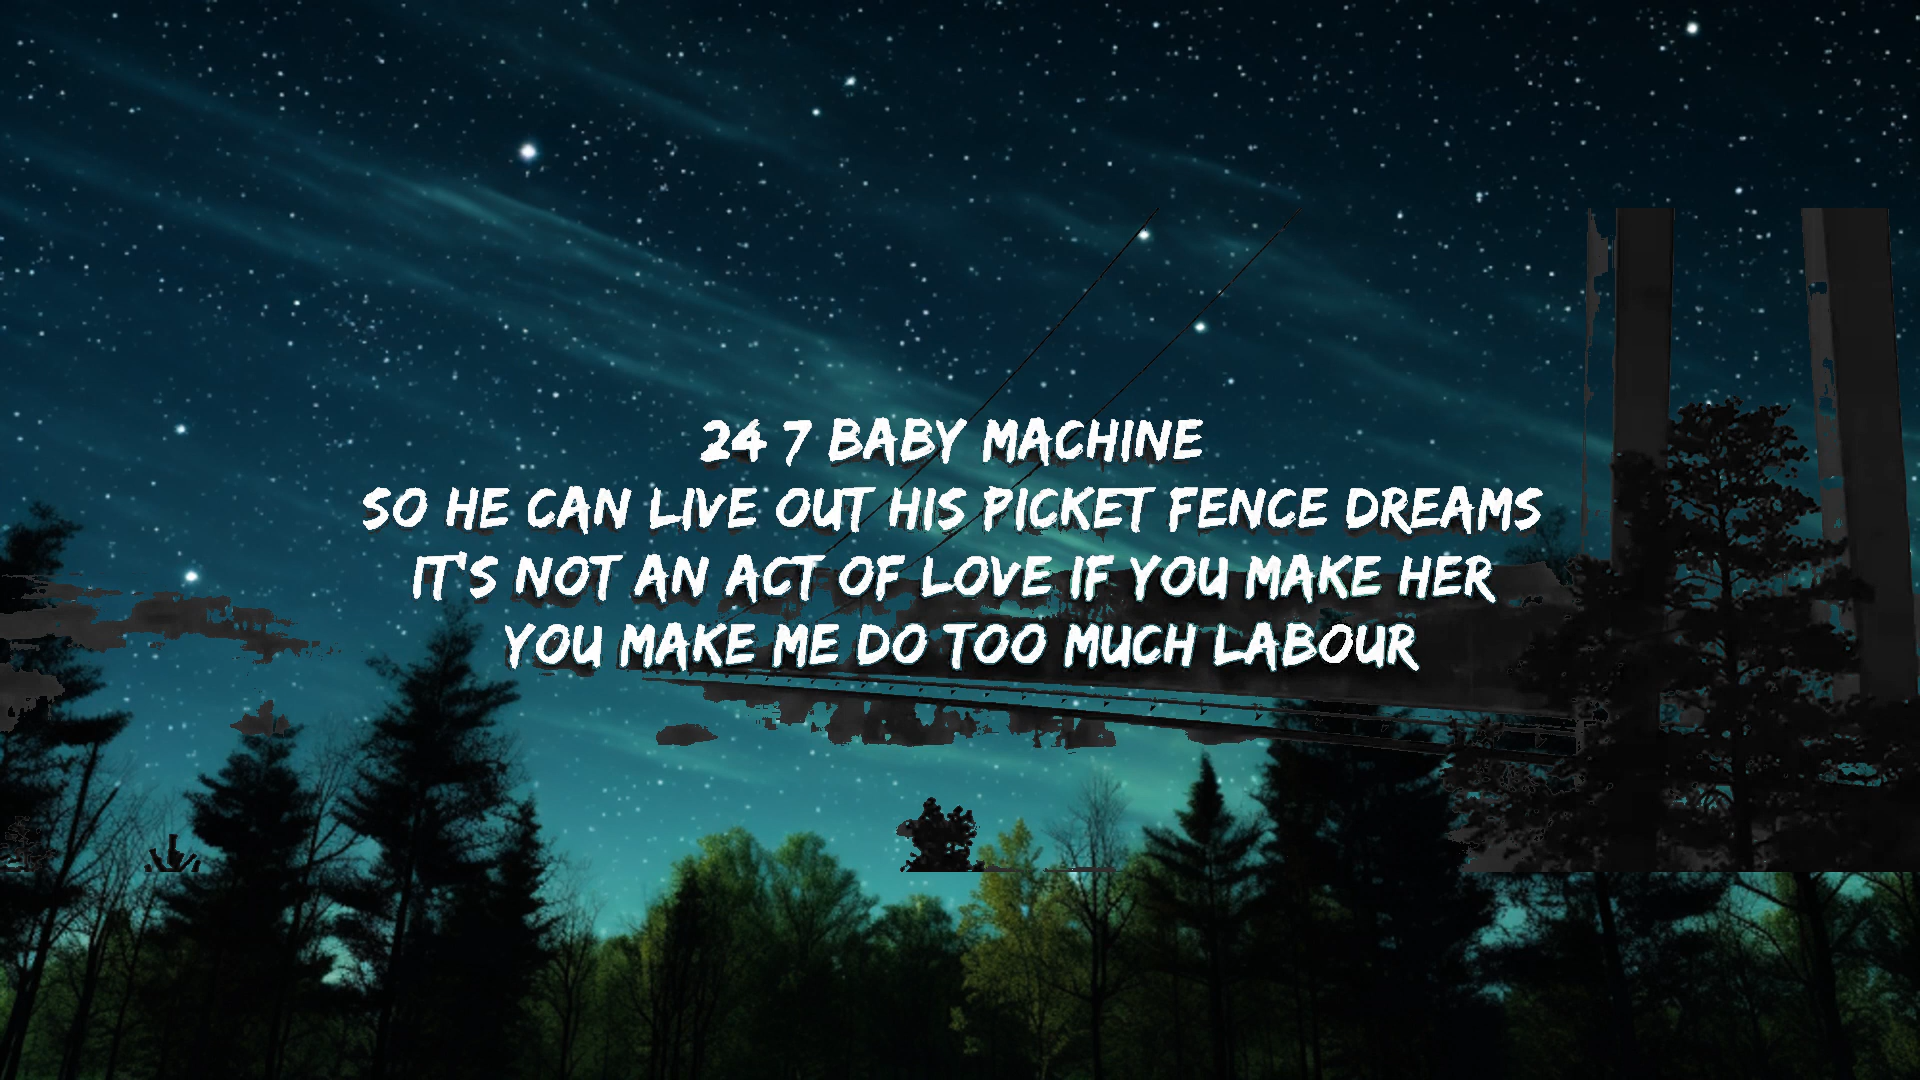 24 7 BABY MACHINE
SO HE CAN LIVE OUT HIS PICKET FENCE DREAMS
IT'S NOT AN ACT OF LOVE IF YOU MAKE HER
YOU MAKE ME DO TOO MUCH LABOUR